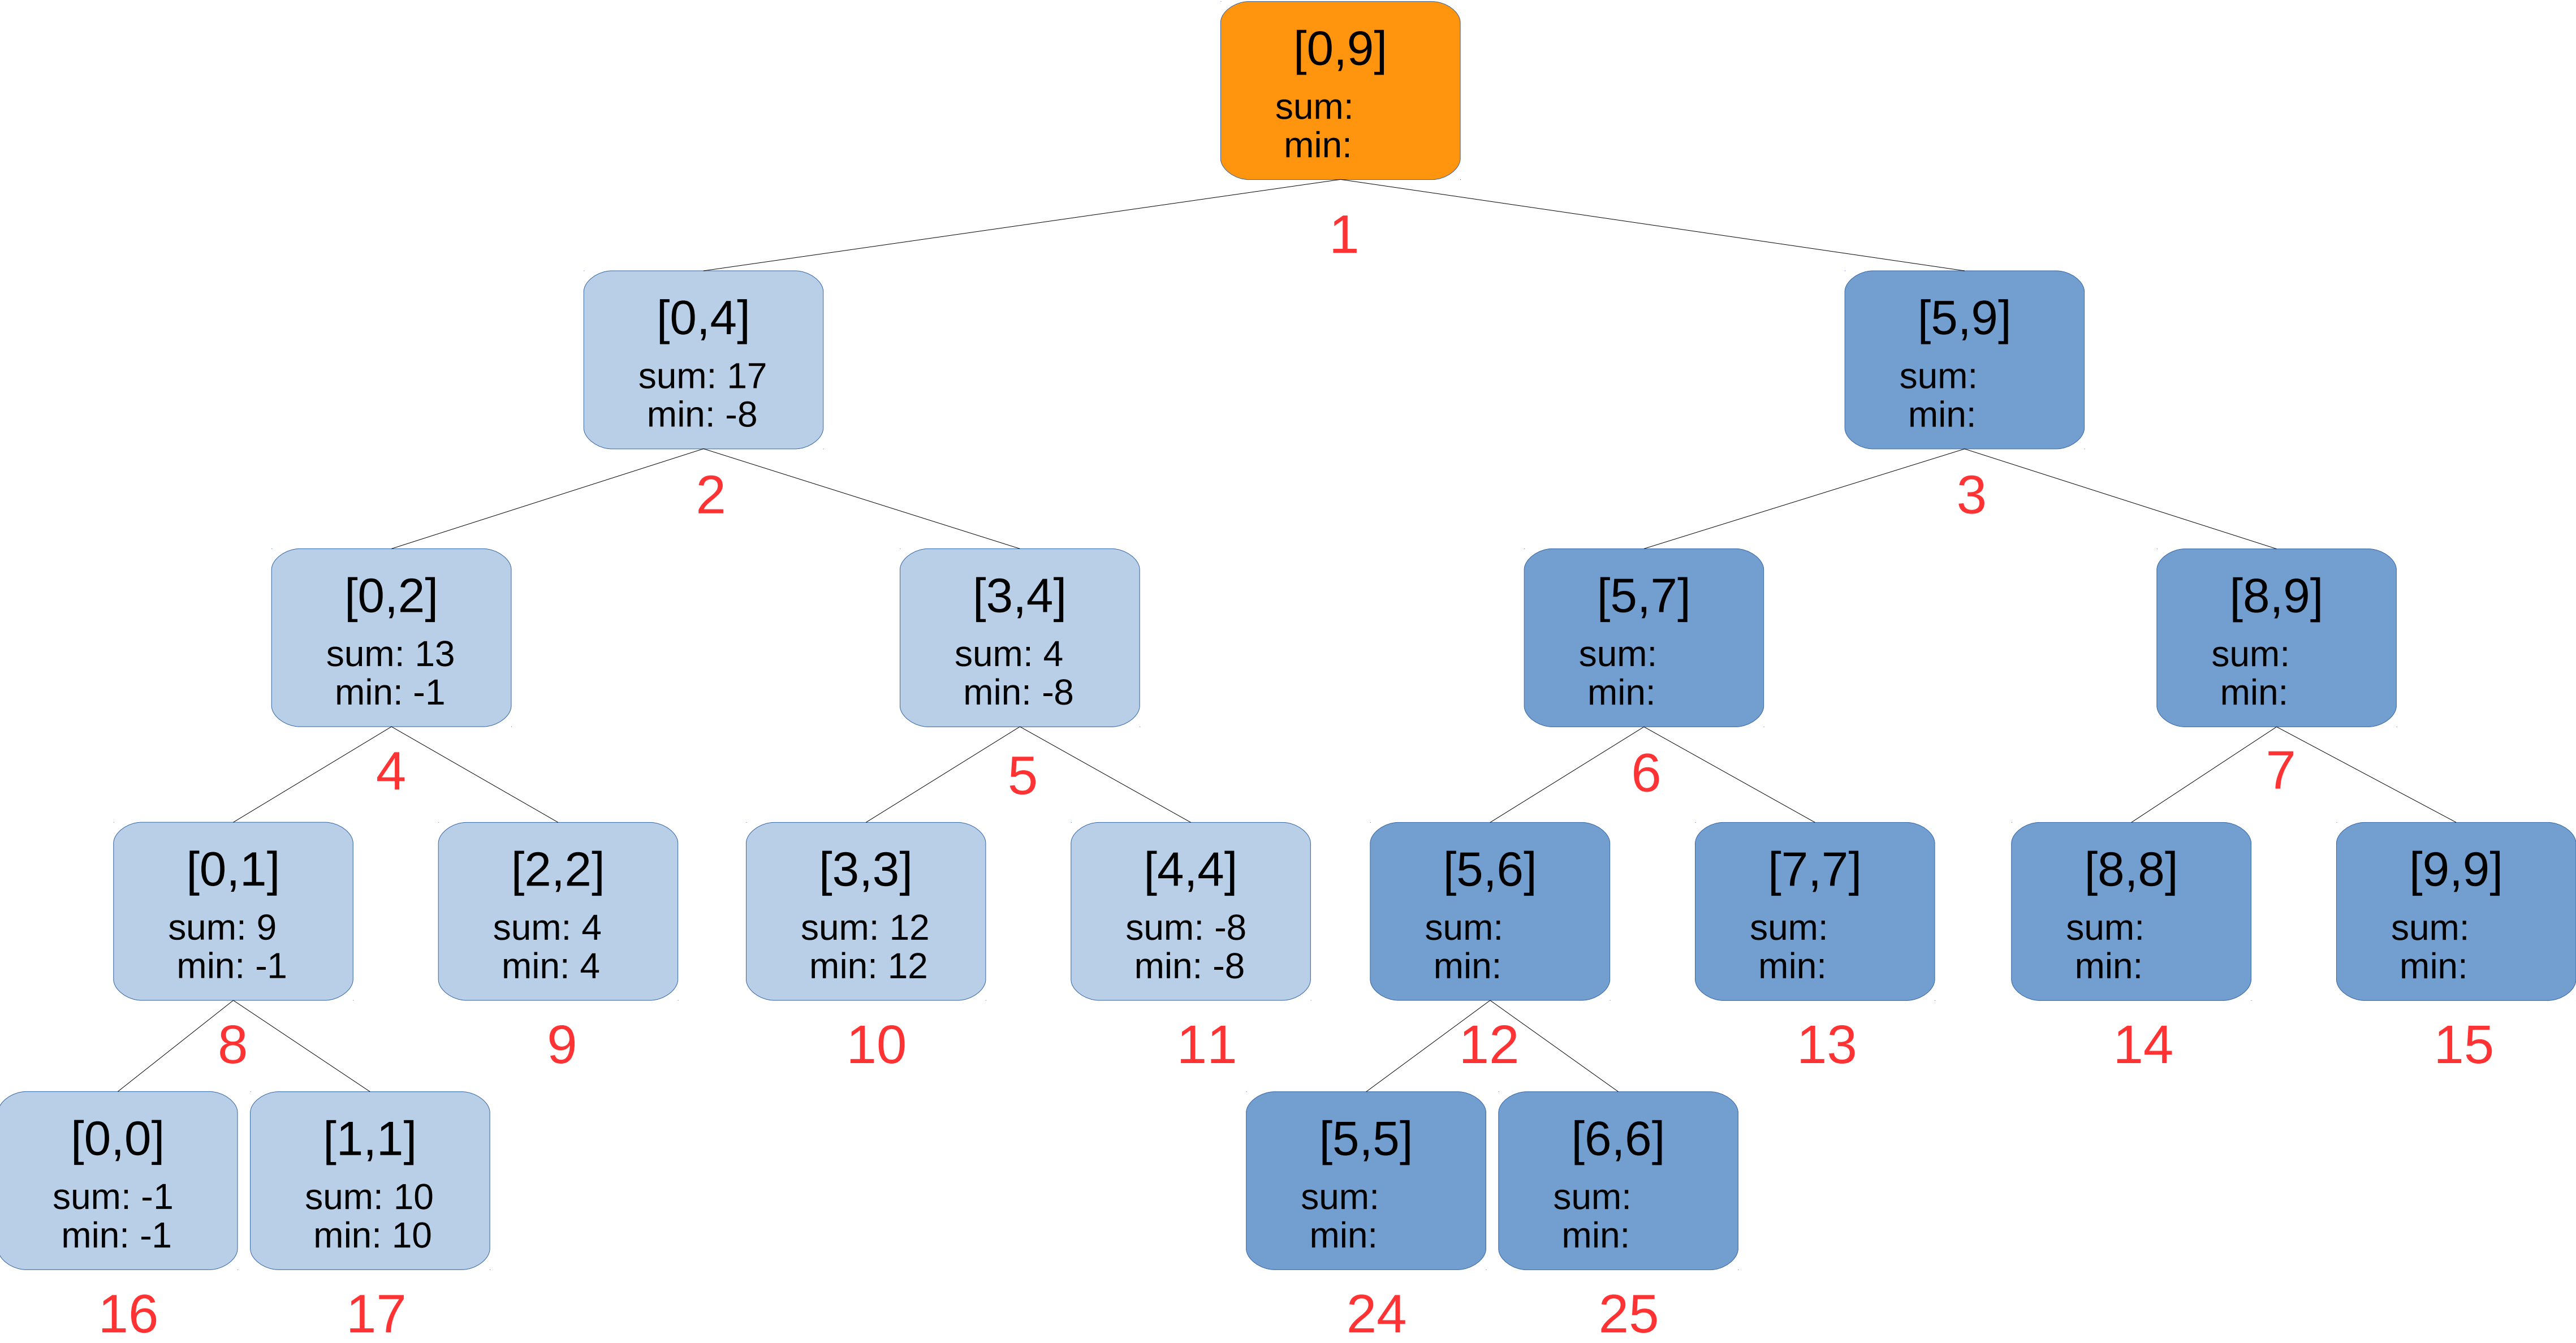 [0,9]
sum:
min:
1
[0,4]
sum: 17
min: -8
[5,9]
sum:
min:
2
3
[0,2]
sum: 13
min: -1
[3,4]
sum: 4
min: -8
[5,7]
sum:
min:
[8,9]
sum:
min:
4
5
6
7
[0,1]
sum: 9
min: -1
[2,2]
sum: 4
min: 4
[3,3]
sum: 12
min: 12
[4,4]
sum: -8
min: -8
[5,6]
sum:
min:
[7,7]
sum:
min:
[8,8]
sum:
min:
[9,9]
sum:
min:
8
9
10
11
12
13
14
15
[0,0]
sum: -1
min: -1
[1,1]
sum: 10
min: 10
[5,5]
sum:
min:
[6,6]
sum:
min:
16
17
24
25